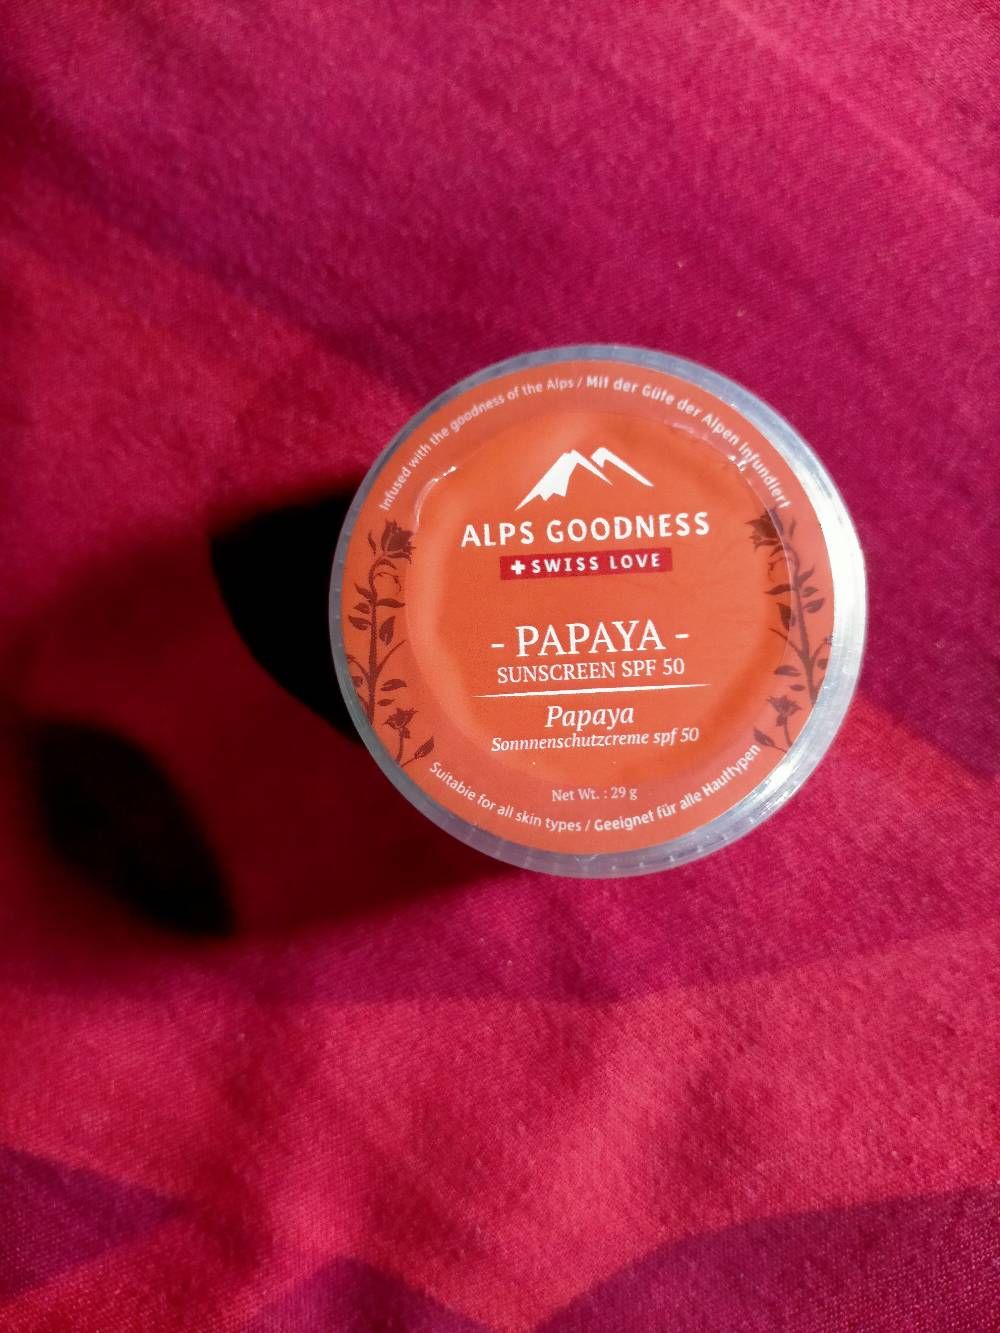 Infused with the goodness of the Alps / Mit der Güte der Alpen infundiert
ALPS GOODNESS
SWISS LOVE
- PAPAYA -
SUNSCREEN SPF 50
Papaya
Sonnnenschutzcreme spf 50
Net Wt. : 29 g
Suitable for all skin types / Geeignet für alle Hauttypen